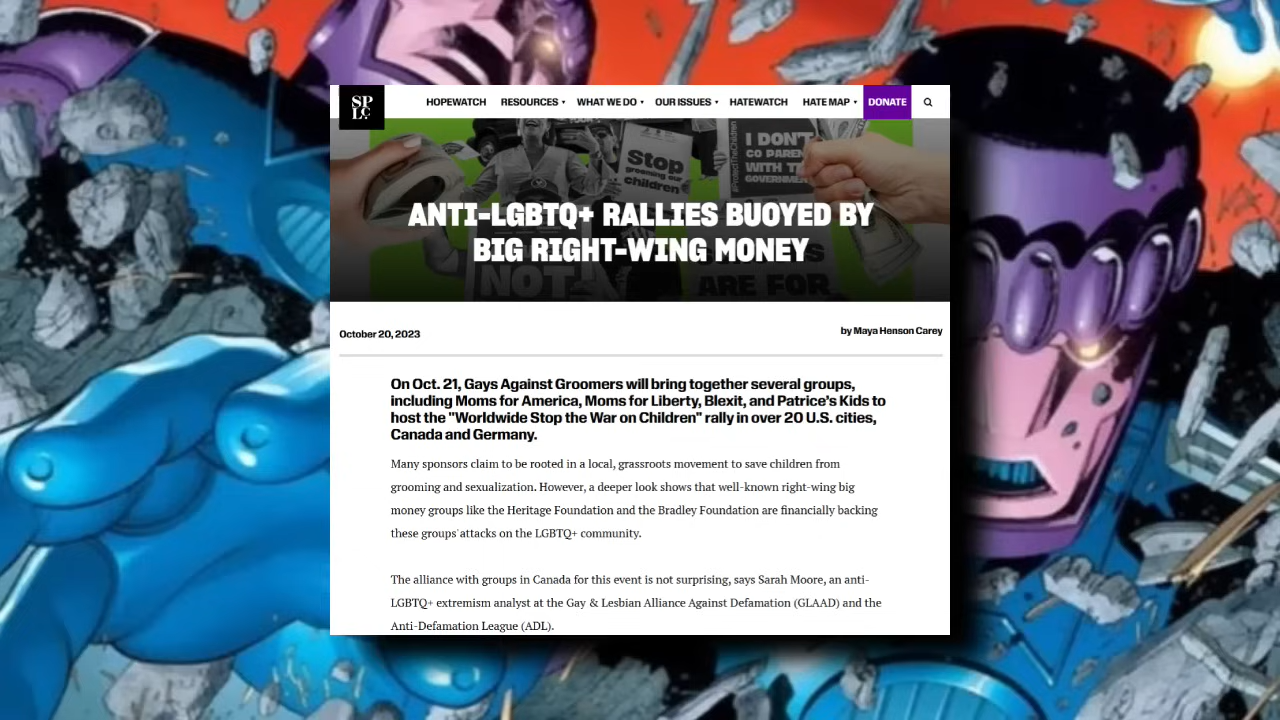 SP
LC
HOPEWATCH RESOURCES WHAT WE DO OUR ISSUES HATEWATCH HATE MAP DONATE
Stop
grooming our
children
#ProtectTheChildren
I DON'T
CO PAREN
WITH TH
GOVERNME
ANTI-LGBTQ+ RALLIES BUOYED BY
BIG RIGHT-WING MONEY
NOT
ARE FOR
October 20, 2023
by Maya Henson Carey
On Oct. 21, Gays Against Groomers will bring together several groups,
including Moms for America, Moms for Liberty, Blexit, and Patrice's Kids to
host the "Worldwide Stop the War on Children" rally in over 20 U.S. cities,
Canada and Germany.
Many sponsors claim to be rooted in a local, grassroots movement to save children from
grooming and sexualization. However, a deeper look shows that well-known right-wing big
money groups like the Heritage Foundation and the Bradley Foundation are financially backing
these groups' attacks on the LGBTQ+ community.
The alliance with groups in Canada for this event is not surprising, says Sarah Moore, an anti-
LGBTQ+ extremism analyst at the Gay & Lesbian Alliance Against Defamation (GLAAD) and the
Anti-Defamation League (ADL).